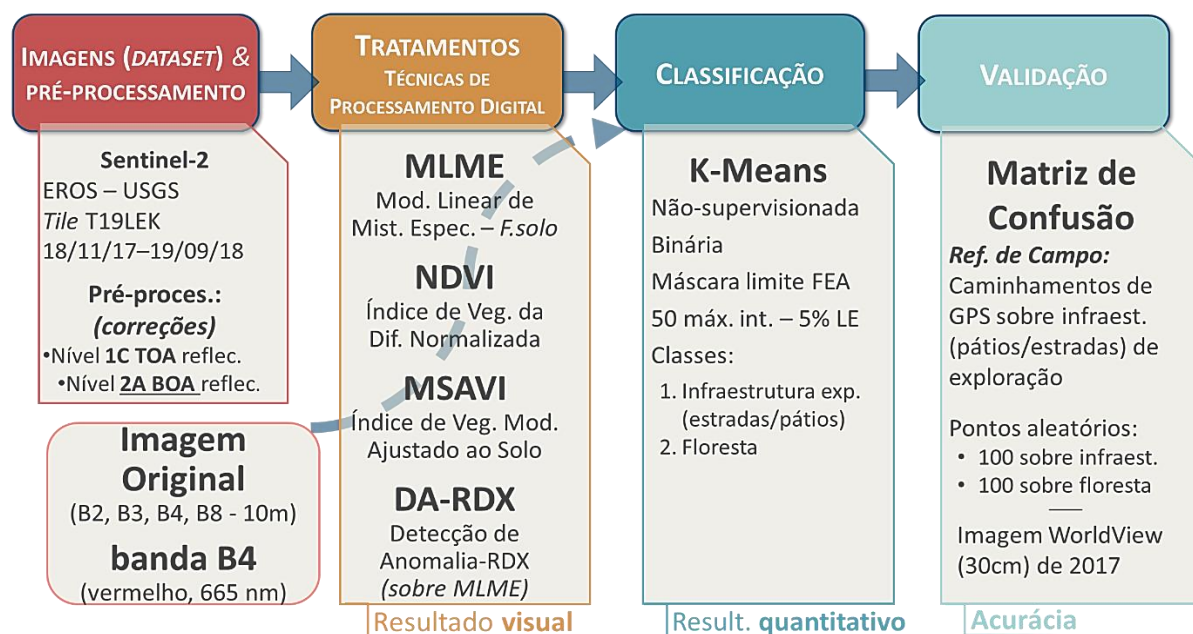 IMAGENS (DATASET) &
PRÉ-PROCESSAMENTO
Sentinel-2
EROS – USGS
Tile T19LEK
18/11/17–19/09/18
Pré-proces.:
(correções)
•Nível 1C TOA reflec.
•Nível 2A BOA reflec.
Imagem
Original
(B2, B3, B4, B8 - 10m)
banda B4
(vermelho, 665 nm)
TRATAMENTOS
TÉCNICAS DE
PROCESSAMENTO DIGITAL
MLME
Mod. Linear de
Mist. Espec. – F.solo
NDVI
Índice de Veg. da
Dif. Normalizada
MSAVI
Índice de Veg. Mod.
Ajustado ao Solo
DA-RDX
Detecção de
Anomalia-RDX
(sobre MLME)
Resultado visual
CLASSIFICAÇÃO
K-Means
Não-supervisionada
Binária
Máscara limite FEA
50 máx. int. – 5% LE
Classes:
1. Infraestrutura exp.
(estradas/pátios)
2. Floresta
Result. quantitativo
VALIDAÇÃO
Matriz de
Confusão
Ref. de Campo:
Caminhamentos de
GPS sobre infraest.
(pátios/estradas) de
exploração
Pontos aleatórios:
• 100 sobre infraest.
• 100 sobre floresta
Imagem WorldView
(30cm) de 2017
Acurácia